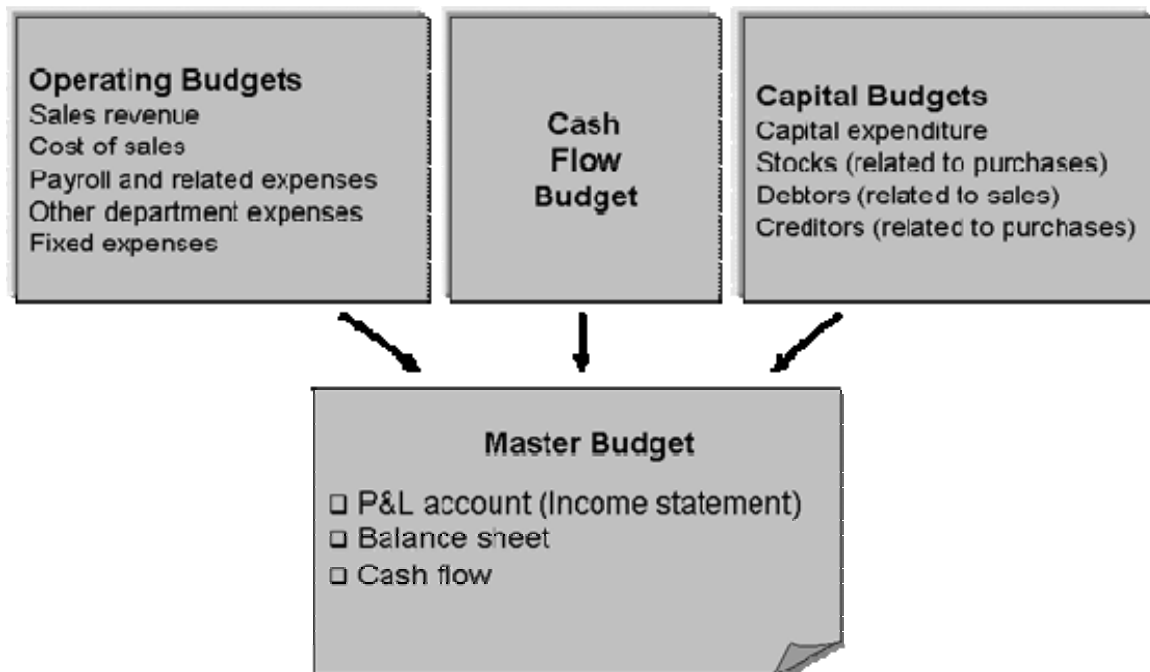 Operating Budgets
Sales revenue
Cost of sales
Payroll and related expenses
Other department expenses
Fixed expenses
Cash
Flow
Budget
Capital Budgets
Capital expenditure
Stocks (related to purchases)
Debtors (related to sales)
Creditors (related to purchases)
Master Budget
❑ P&L account (Income statement)
❑ Balance sheet
❑ Cash flow